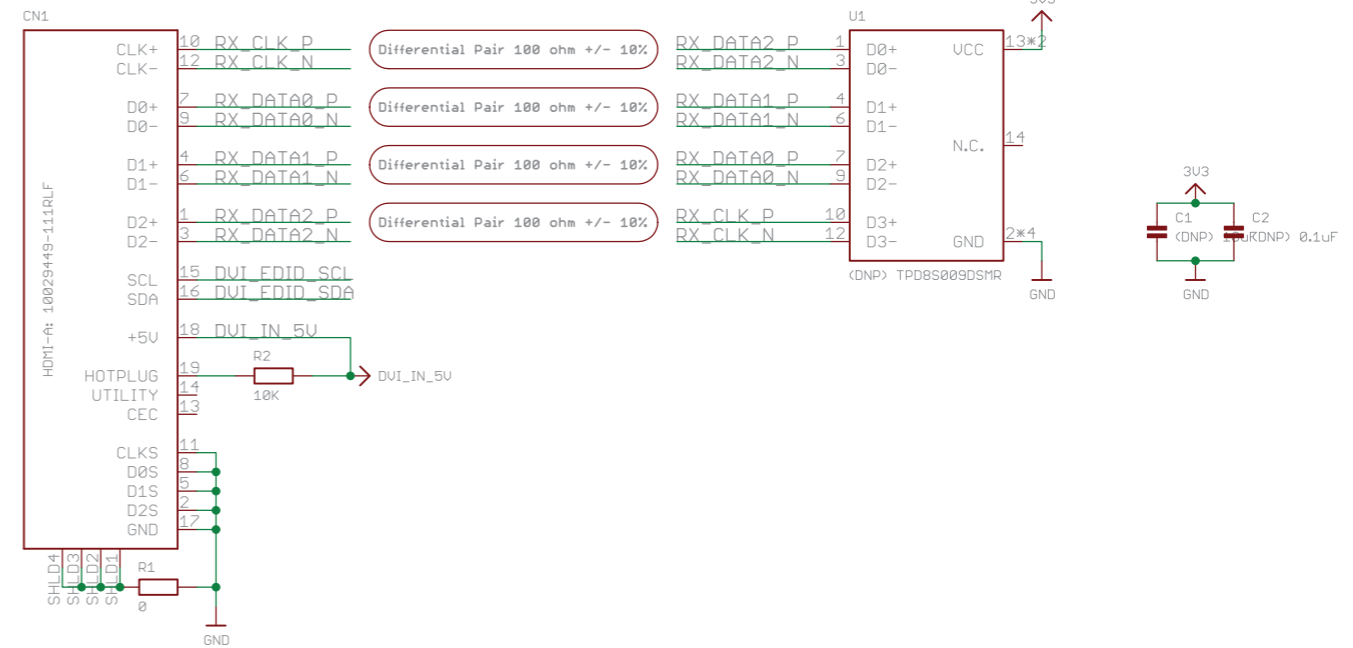 CN1
U1
3V3
CLK+ 10 RX_CLK_P
CLK- 12 RX_CLK_N
Differential Pair 100 ohm +/- 10%
RX_DATA2_P 1 D0+
RX_DATA2_N 3 D0-
VCC 13*2
D0+ 7 RX_DATA0_P
D0- 9 RX_DATA0_N
Differential Pair 100 ohm +/- 10%
RX_DATA1_P 4 D1+
RX_DATA1_N 6 D1-
N.C. 14
D1+ 4 RX_DATA1_P
D1- 6 RX_DATA1_N
Differential Pair 100 ohm +/- 10%
RX_DATA0_P 7 D2+
RX_DATA0_N 9 D2-
D2+ 1 RX_DATA2_P
D2- 3 RX_DATA2_N
Differential Pair 100 ohm +/- 10%
RX_CLK_P 10 D3+
RX_CLK_N 12 D3-
GND 2*4
(DNP) TPD8S009DSMR
GND
3V3
C1
(DNP) 10uF
C2
(DNP) 0.1uF
GND
HDMI-A: 10029449-111RLF
SCL 15 DVI_EDID_SCL
SDA 16 DVI_EDID_SDA
+5V 18 DVI_IN_5V
R2
HOTPLUG 19
10K
DVI_IN_5V
UTILITY 14
CEC 13
CLKS 11
D0S 8
D1S 5
D2S 2
GND 17
SHLD4
SHLD3
SHLD2
SHLD1
R1
0
GND